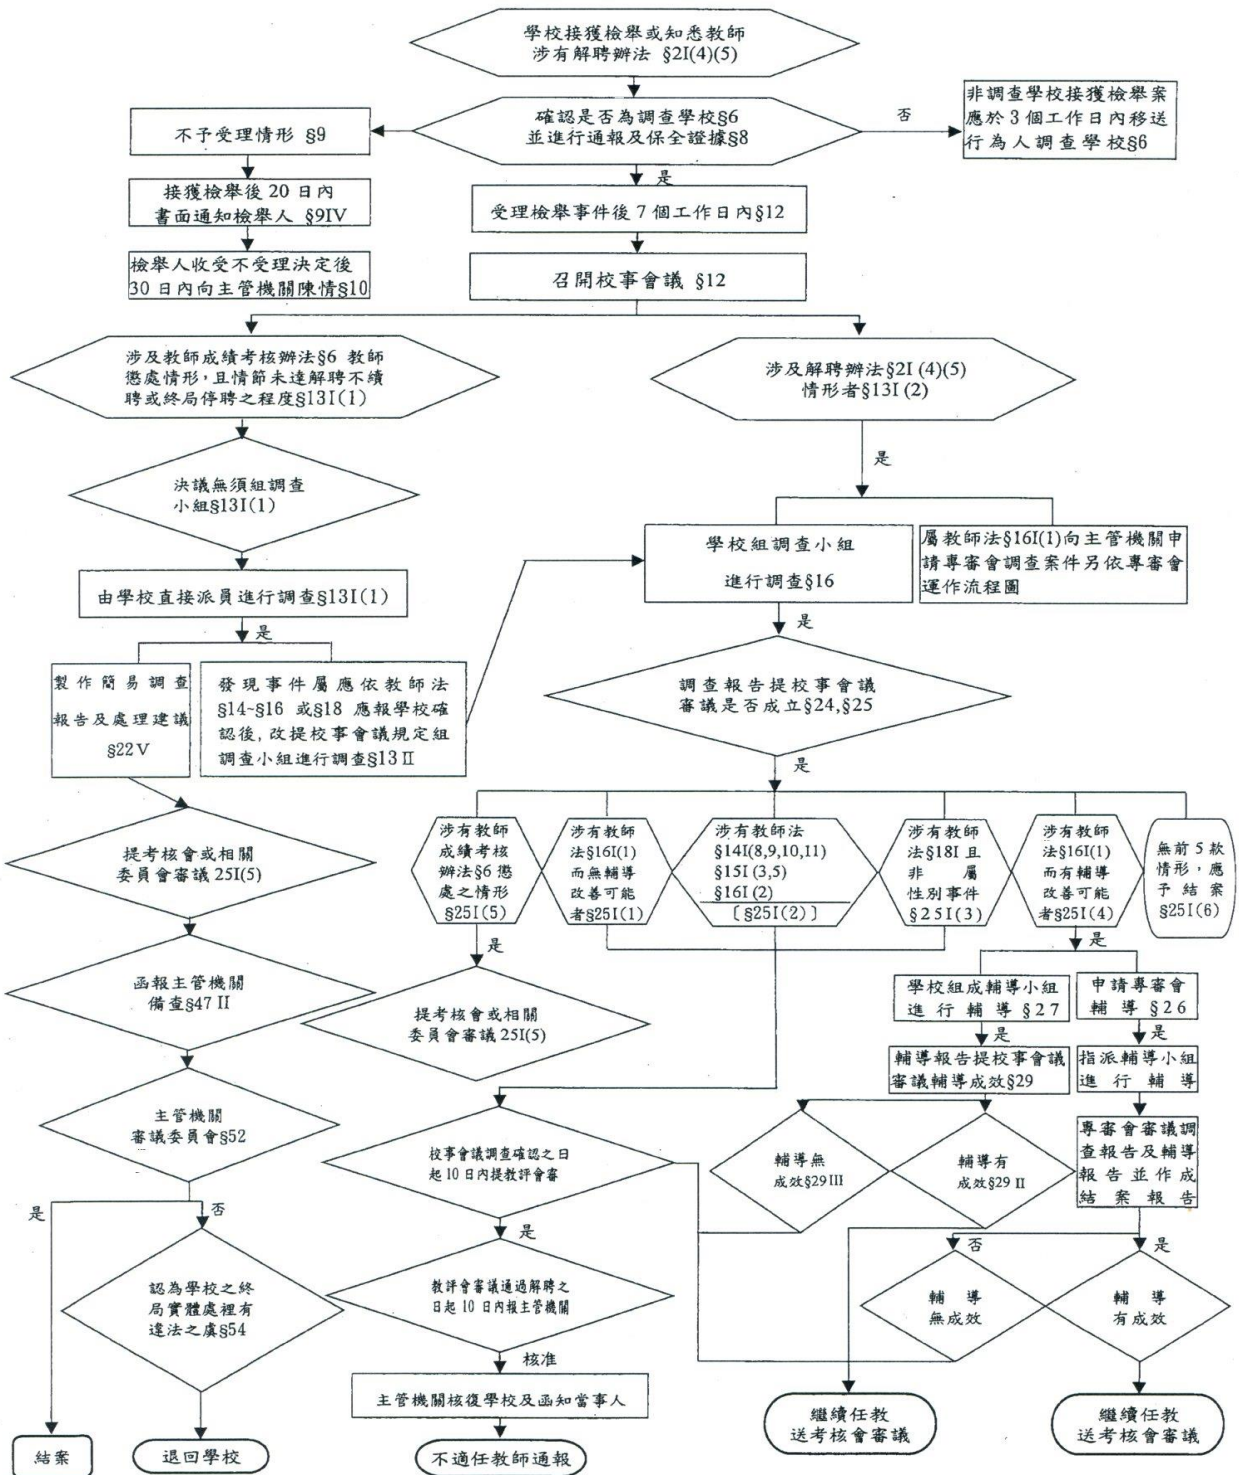 學校接獲檢舉或知悉教師
涉有解聘辦法 §2I(4)(5)
確認是否為調查學校§6
並進行通報及保全證據§8
否
非調查學校接獲檢舉案
應於 3 個工作日內移送
行為人調查學校§6
不予受理情形 §9
接獲檢舉後 20 日內
書面通知檢舉人 §9IV
檢舉人收受不受理決定後
30 日內向主管機關陳情§10
是
受理檢舉事件後 7 個工作日內§12
召開校事會議 §12
涉及教師成績考核辦法§6 教師
懲處情形,且情節未達解聘不續
聘或終局停聘之程度§13I(1)
涉及解聘辦法§2I (4)(5)
情形者§13I (2)
決議無須組調查
小組§13I(1)
是
由學校直接派員進行調查§13I(1)
學校組調查小組
進行調查§16
屬教師法§16I(1)向主管機關申
請專審會調查案件另依專審會
運作流程圖
是
製作簡易調查
報告及處理建議
§22V
發現事件屬應依教師法
§14~§16 或§18 應報學校確
認後,改提校事會議規定組
調查小組進行調查§13II
是
調查報告提校事會議
審議是否成立§24,§25
是
涉有教師
成績考核
辦法§6 懲
處之情形
§25I(5)
涉有教師
法§16I(1)
而無輔導
改善可能
者§25I(1)
涉有教師法
§14I(8,9,10,11)
§15I (3,5)
§16I (2)
[ §25I(2) ]
涉有教師
法§18I 且
非屬
性別事件
§25I(3)
涉有教師
法§16I(1)
而有輔導
改善可能
者§25I(4)
無前 5 款
情形,應
予結案
§25I(6)
提考核會或相關
委員會審議 25I(5)
是
是
函報主管機關
備查§47 II
提考核會或相關
委員會審議 25I(5)
學校組成輔導小組
進行輔導§27
申請專審會
輔導§26
是
是
輔導報告提校事會議
審議輔導成效§29
指派輔導小組
進行輔導
主管機關
審議委員會§52
校事會議調查確認之日
起 10 日內提教評會審
輔導無
成效§29III
輔導有
成效§29 II
專審會審議調
查報告及輔導
報告並作成
結案報告
是
否
是
否
是
認為學校之終
局實體處裡有
違法之虞§54
教評會審議通過解聘之
日起 10 日內報主管機關
輔導
無成效
輔導
有成效
核准
主管機關核復學校及函知當事人
結案
退回學校
不適任教師通報
繼續任教
送考核會審議
繼續任教
送考核會審議